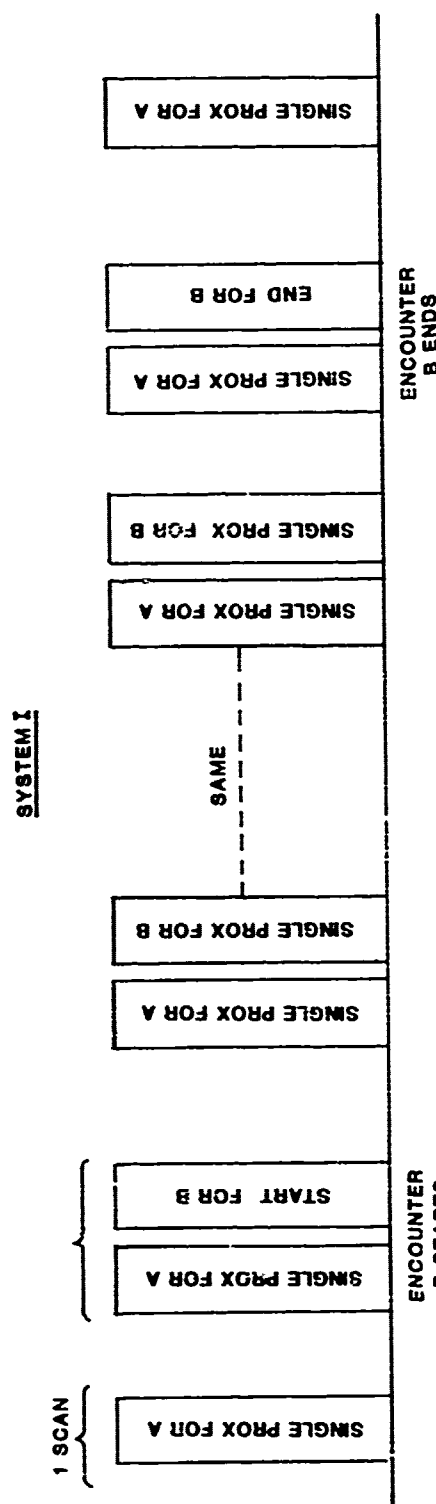 SYSTEM I
1 SCAN
SINGLE PROX FOR A
SINGLE PROX FOR A
START FOR B
SINGLE PROX FOR A
SINGLE PROX FOR B
SAME
SINGLE PROX FOR A
SINGLE PROX FOR B
SINGLE PROX FOR A
END FOR B
SINGLE PROX FOR A
ENCOUNTER
ENCOUNTER
B ENDS